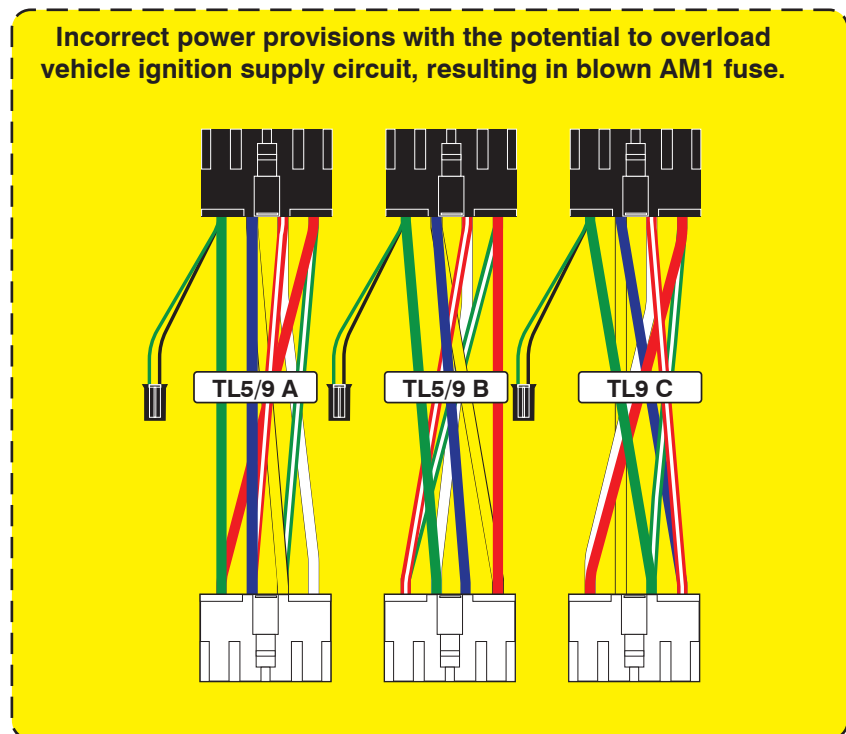 Incorrect power provisions with the potential to overload
vehicle ignition supply circuit, resulting in blown AM1 fuse.
TL5/9 A
TL5/9 B
TL9 C